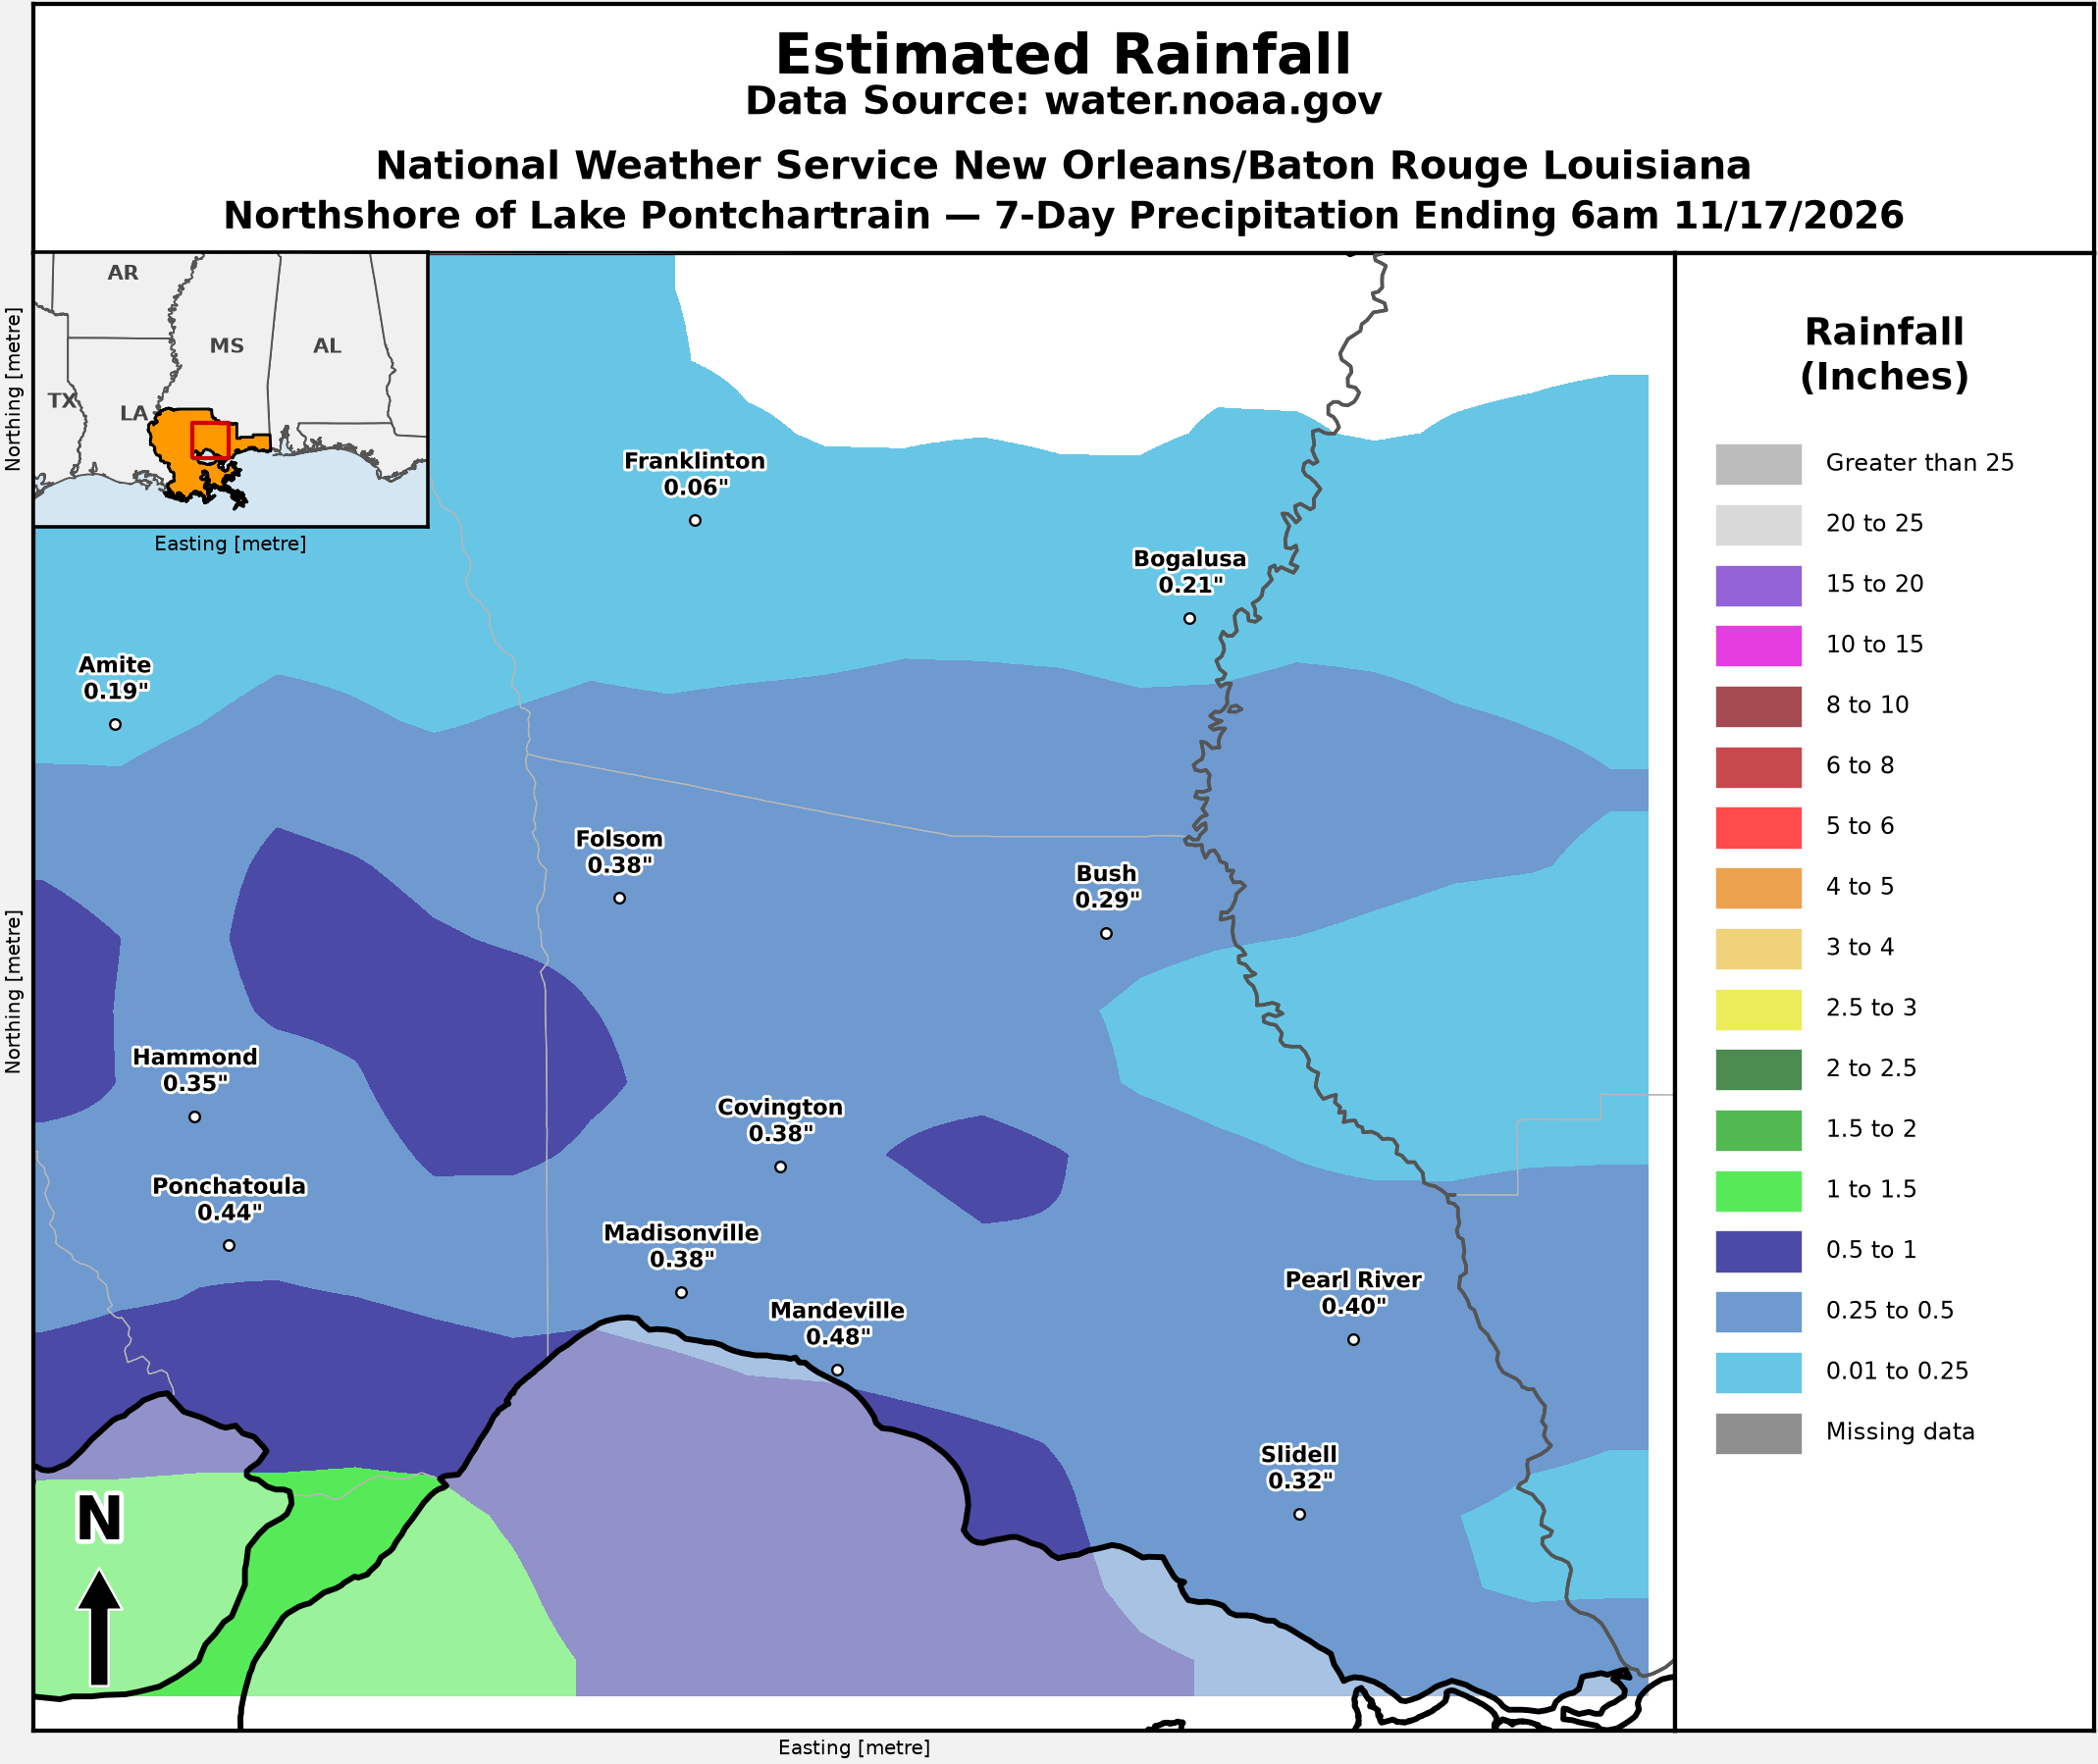 Estimated Rainfall
Data Source: water.noaa.gov
National Weather Service New Orleans/Baton Rouge Louisiana
Northshore of Lake Pontchartrain — 7-Day Precipitation Ending 6am 11/17/2026
Northing [metre]
AR
MS
AL
TX
LA
Easting [metre]
Rainfall
(Inches)
Greater than 25
20 to 25
15 to 20
10 to 15
8 to 10
6 to 8
5 to 6
4 to 5
3 to 4
2.5 to 3
2 to 2.5
1.5 to 2
1 to 1.5
0.5 to 1
0.25 to 0.5
0.01 to 0.25
Missing data
Franklinton
0.06"
Bogalusa
0.21"
Amite
0.19"
Folsom
0.38"
Bush
0.29"
Northing [metre]
Hammond
0.35"
Covington
0.38"
Ponchatoula
0.44"
Madisonville
0.38"
Mandeville
0.48"
Pearl River
0.40"
Slidell
0.32"
N
Easting [metre]